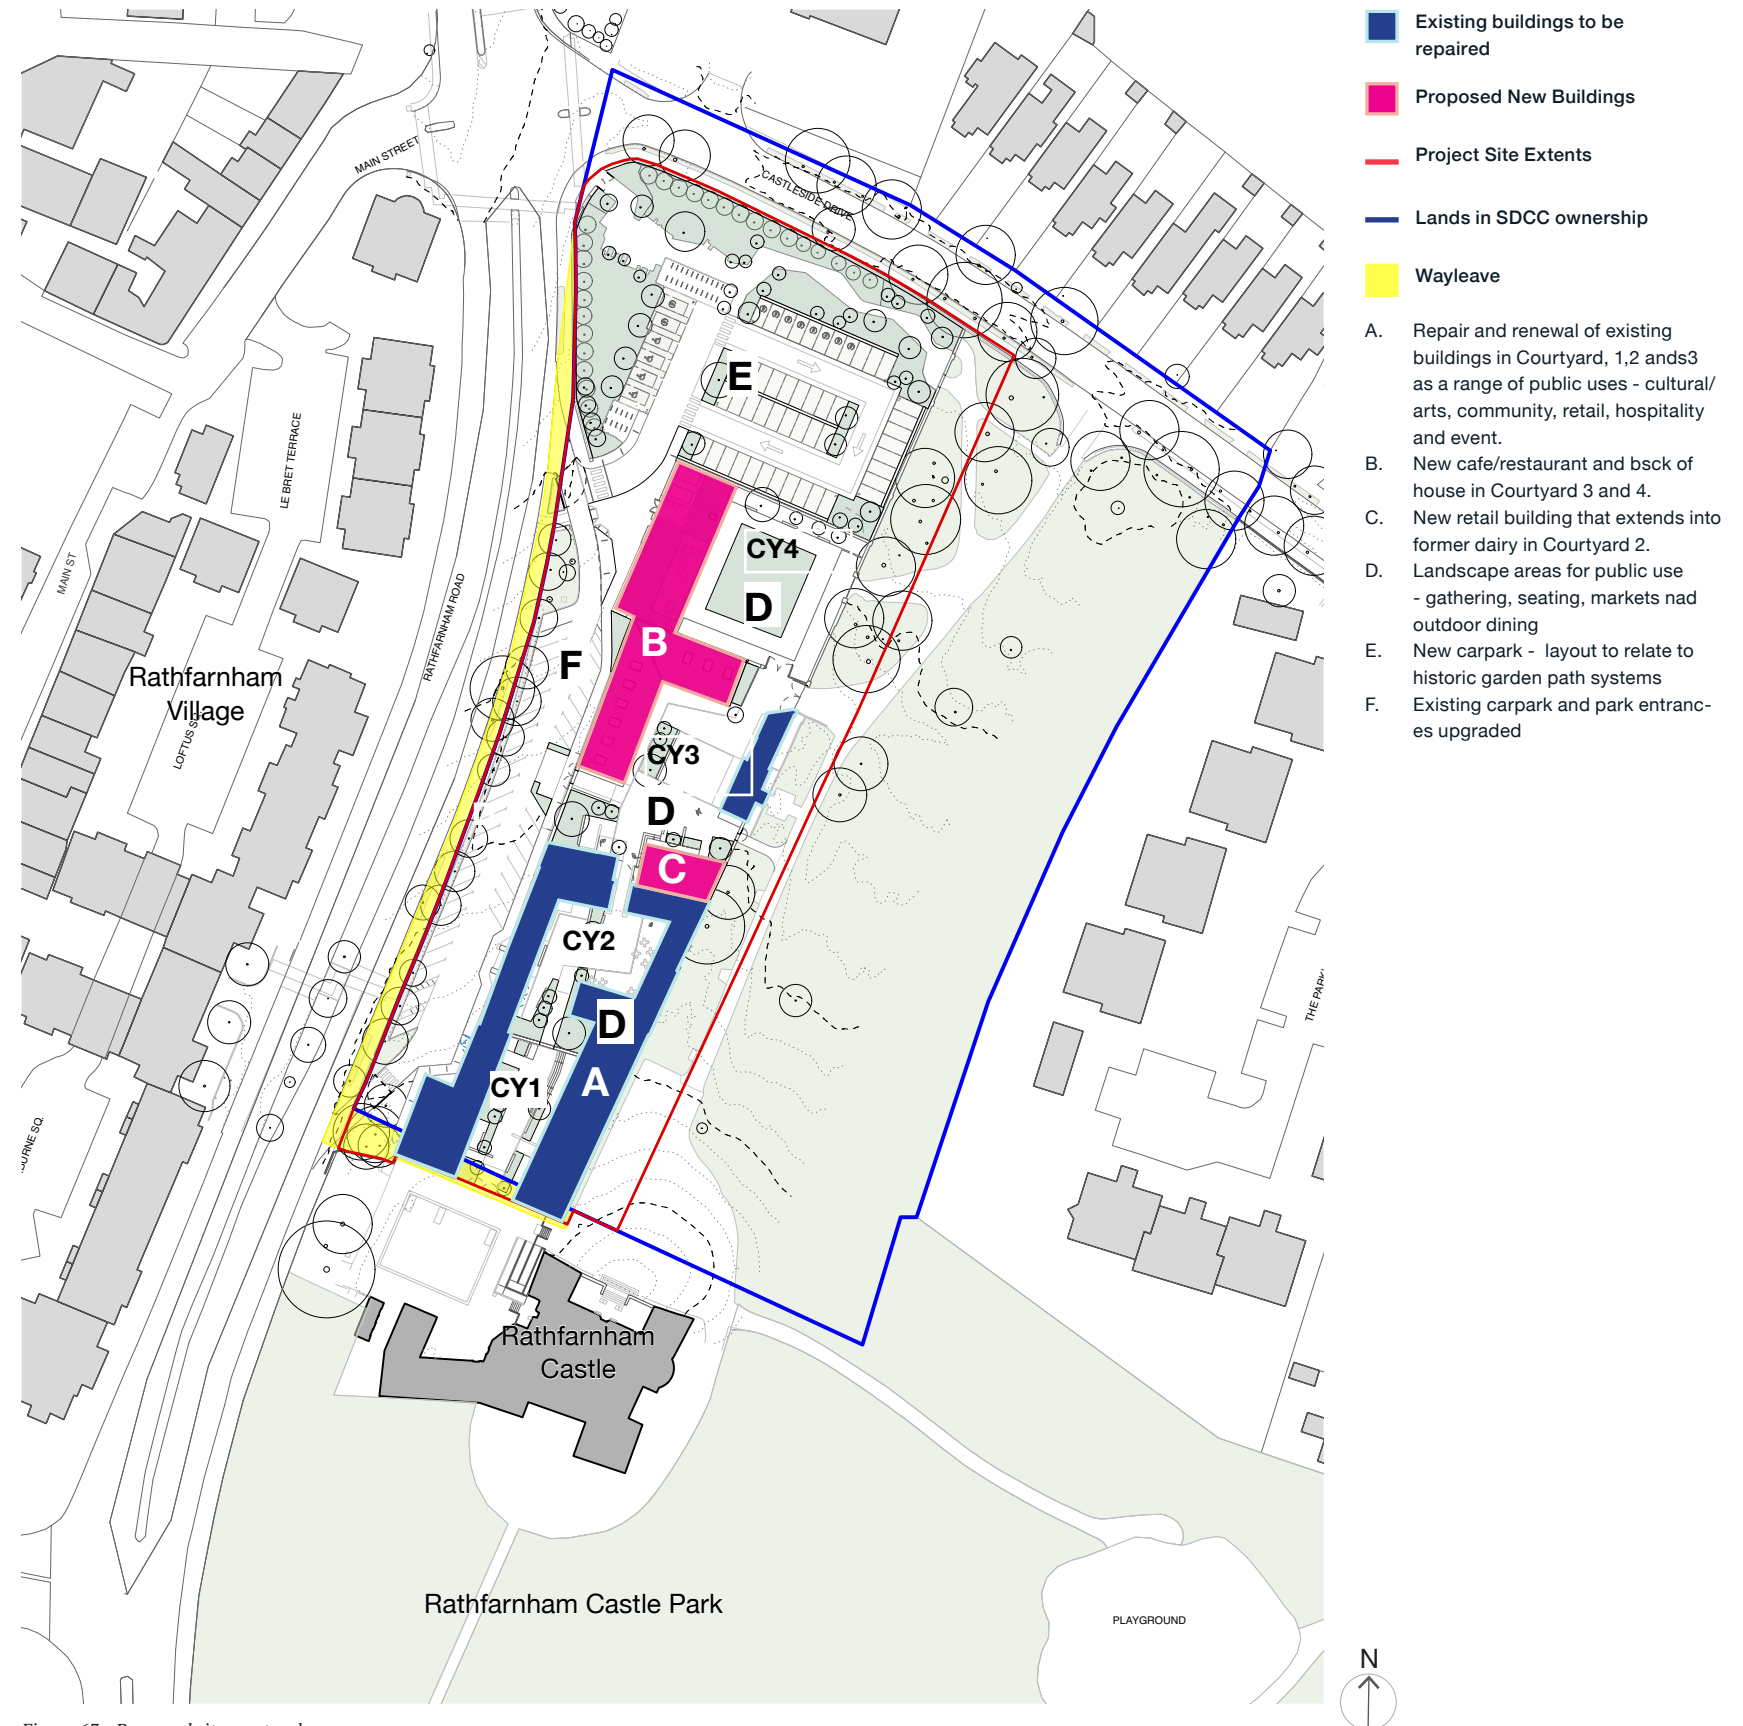 Existing buildings to be
repaired
Proposed New Buildings
Project Site Extents
Lands in SDCC ownership
Wayleave
A. Repair and renewal of existing
buildings in Courtyard, 1,2 ands3
as a range of public uses - cultural/
arts, community, retail, hospitality
and event.
B. New cafe/restaurant and bsck of
house in Courtyard 3 and 4.
C. New retail building that extends into
former dairy in Courtyard 2.
D. Landscape areas for public use
- gathering, seating, markets nad
outdoor dining
E. New carpark - layout to relate to
historic garden path systems
F. Existing carpark and park entranc-
es upgraded
MAIN STREET
CASTLESIDE DRIVE
LE BRET TERRACE
MAIN ST
RATHFARNHAM ROAD
E
CY4
D
B
F
Rathfarnham
Village
LOFTUS S
CY3
D
C
CY2
D
A
CY1
THE PARK
URNE SQ.
Rathfarnham
Castle
Rathfarnham Castle Park
PLAYGROUND
N